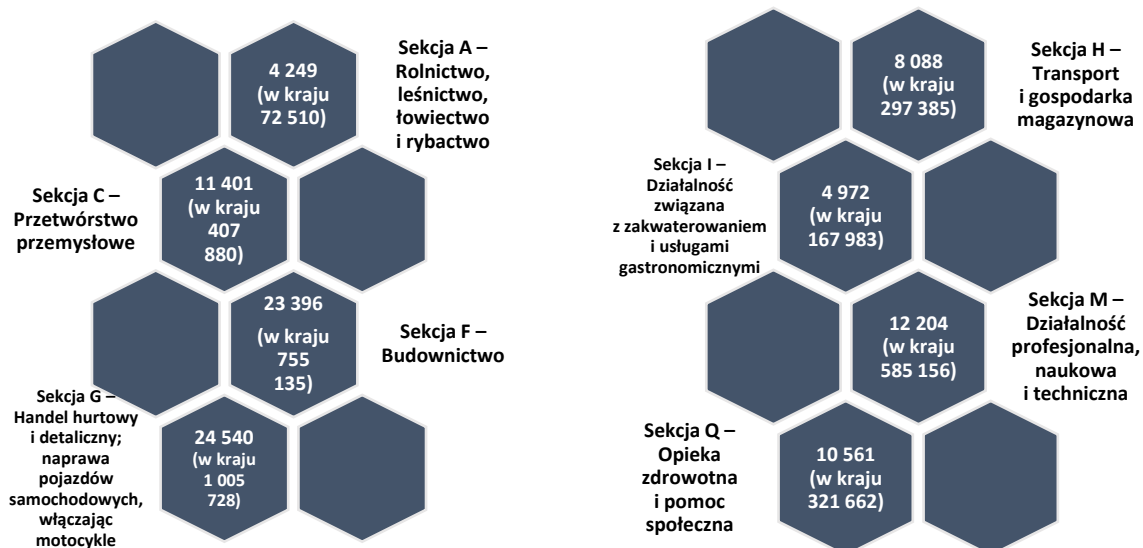 4 249
(w kraju
72 510)
Sekcja A –
Rolnictwo,
leśnictwo,
łowiectwo
i rybactwo
Sekcja C –
Przetwórstwo
przemysłowe
11 401
(w kraju
407
880)
23 396
(w kraju
755
135)
Sekcja F –
Budownictwo
Sekcja G –
Handel hurtowy
i detaliczny;
naprawa
pojazdów
samochodowych,
włączając
motocykle
24 540
(w kraju
1 005
728)
8 088
(w kraju
297 385)
Sekcja H –
Transport
i gospodarka
magazynowa
Sekcja I –
Działalność
związana
z zakwaterowaniem
i usługami
gastronomicznymi
4 972
(w kraju
167 983)
12 204
(w kraju
585 156)
Sekcja M –
Działalność
profesjonalna,
naukowa
i techniczna
Sekcja Q –
Opieka
zdrowotna
i pomoc
społeczna
10 561
(w kraju
321 662)